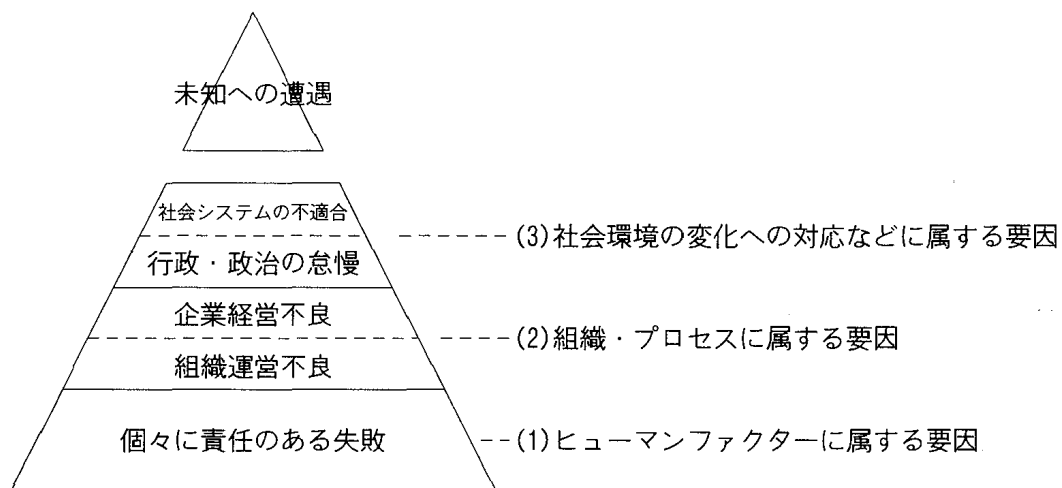 未知への遭遇
社会システムの不適合
(3)社会環境の変化への対応などに属する要因
行政・政治の怠慢
企業経営不良
(2)組織・プロセスに属する要因
組織運営不良
個々に責任のある失敗
(1)ヒューマンファクターに属する要因